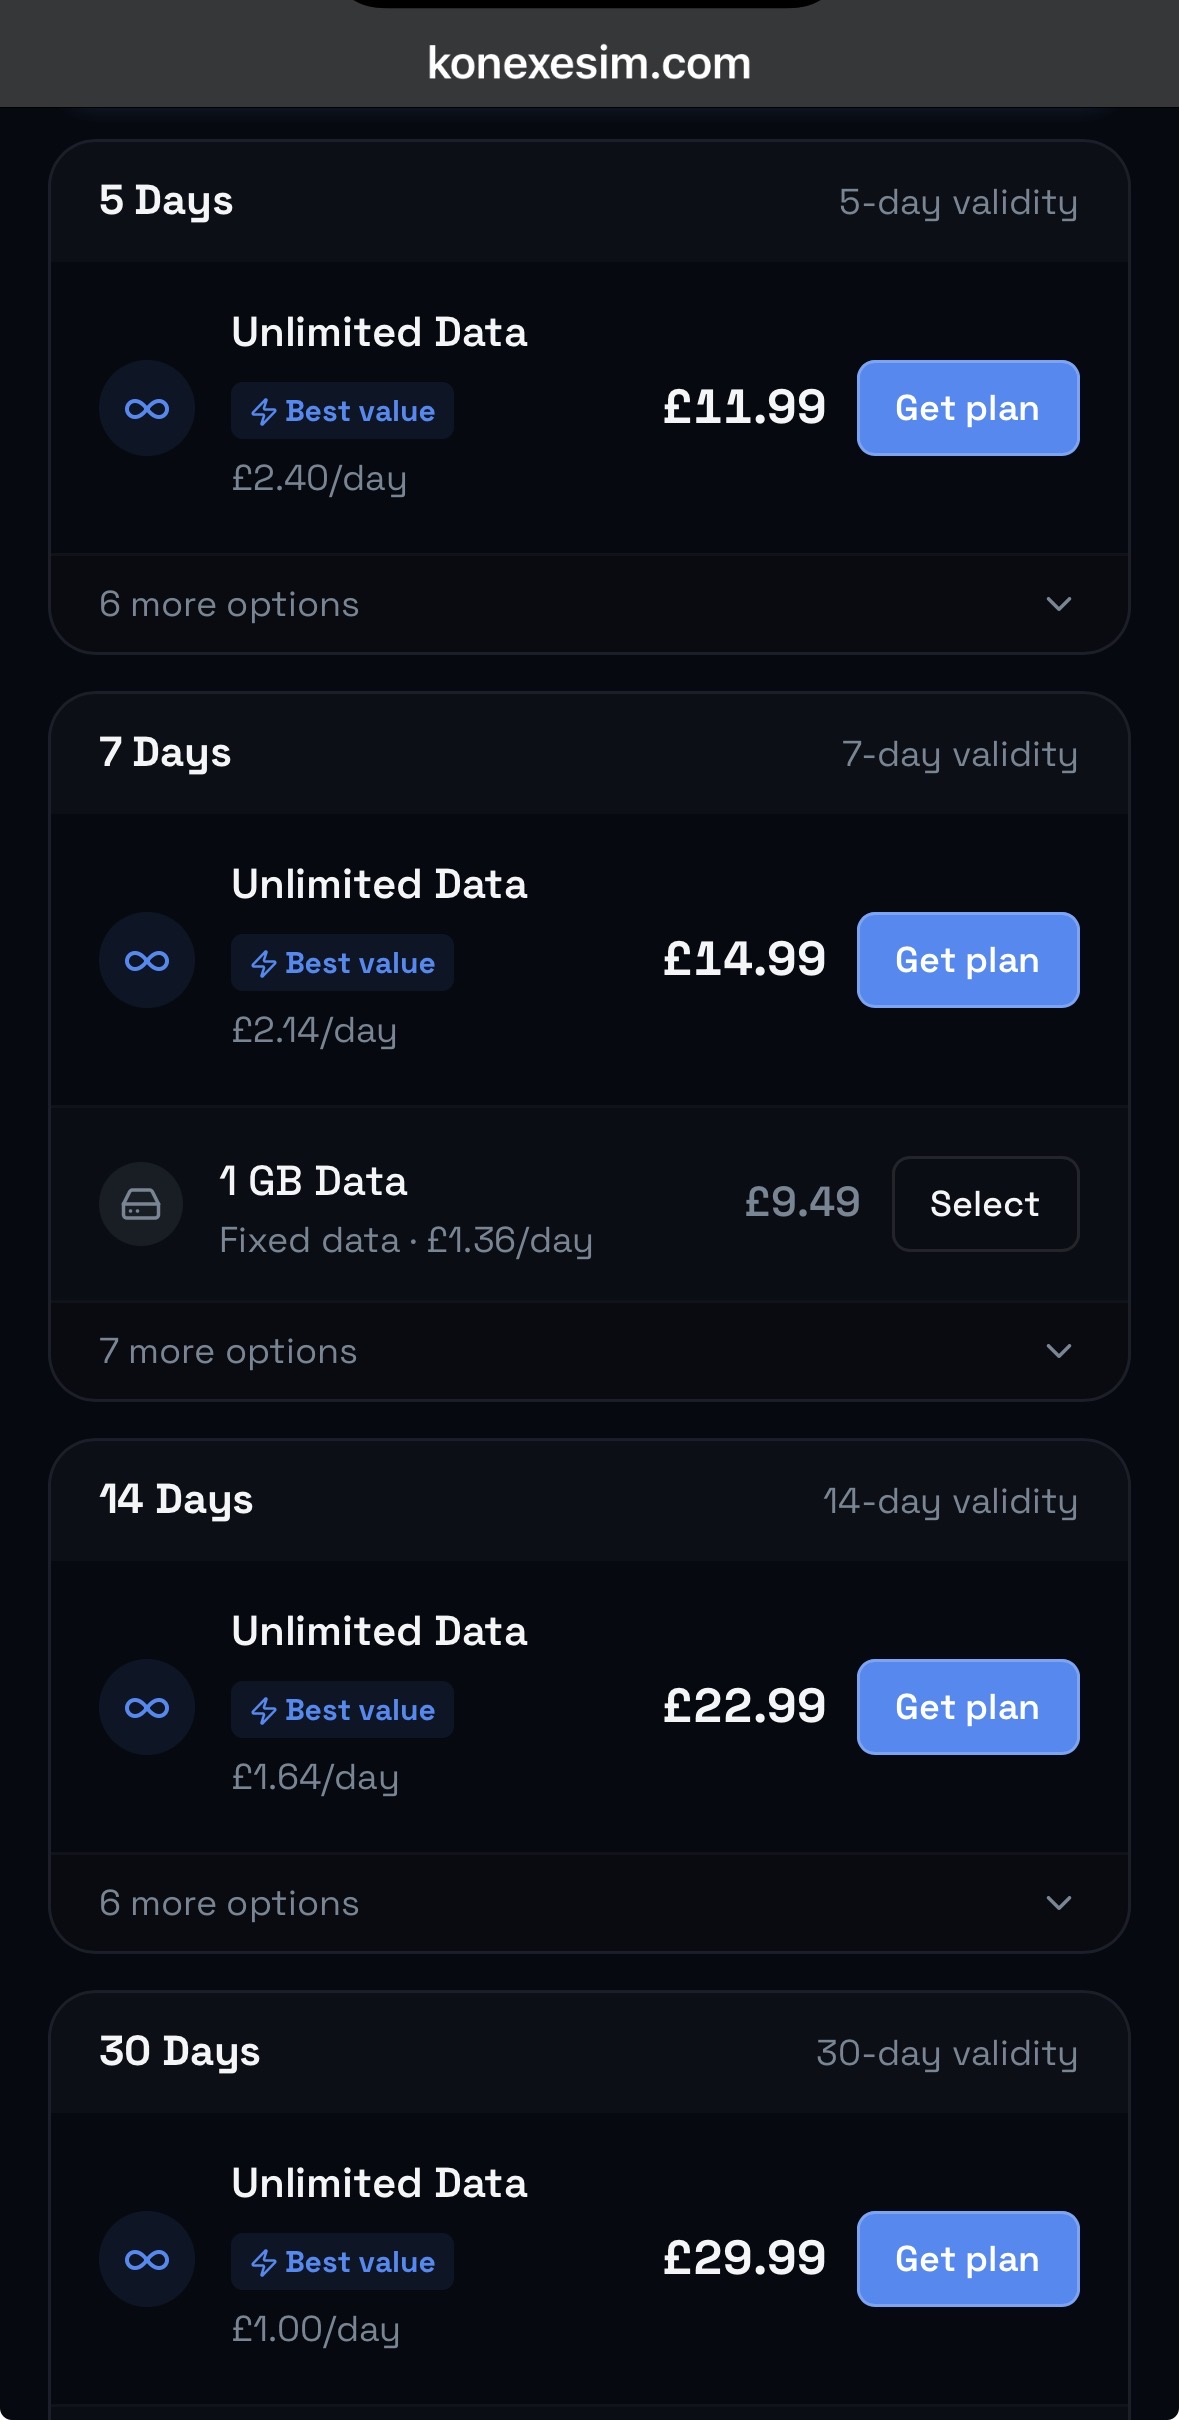 konexesim.com
5 Days
5-day validity
Unlimited Data
Best value
£2.40/day
£11.99
Get plan
6 more options
7 Days
7-day validity
Unlimited Data
Best value
£2.14/day
£14.99
Get plan
1 GB Data
Fixed data · £1.36/day
£9.49
Select
7 more options
14 Days
14-day validity
Unlimited Data
Best value
£1.64/day
£22.99
Get plan
6 more options
30 Days
30-day validity
Unlimited Data
Best value
£1.00/day
£29.99
Get plan